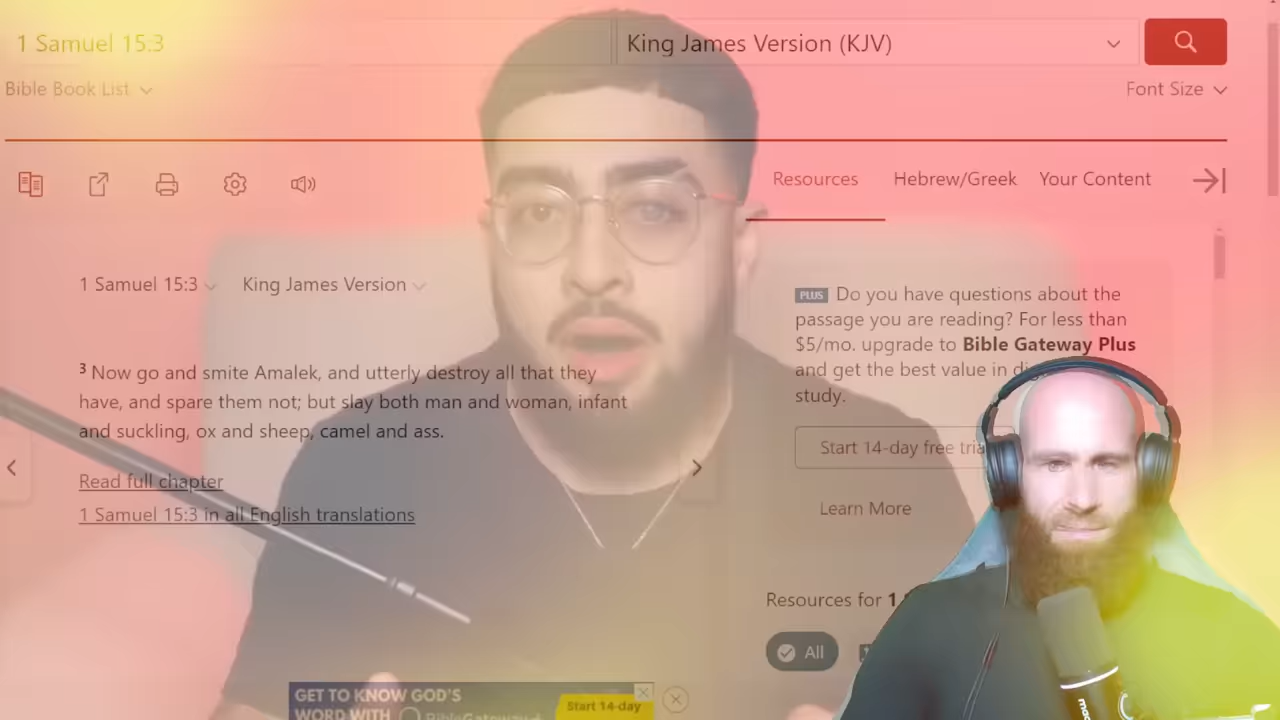 1 Samuel 15:3
King James Version (KJV)
Bible Book List
Font Size
Resources
Hebrew/Greek
Your Content
1 Samuel 15:3
King James Version
3 Now go and smite Amalek, and utterly destroy all that they
have, and spare them not; but slay both man and woman, infant
and suckling, ox and sheep, camel and ass.
Read full chapter
1 Samuel 15:3 in all English translations
PLUS Do you have questions about the
passage you are reading? For less than
$5/mo. upgrade to Bible Gateway Plus
and get the best value in
study.
Start 14-day free
Learn More
Resources for 1
All
GET TO KNOW GOD'S
WORD WITH BibleGateway+
Start 14-day